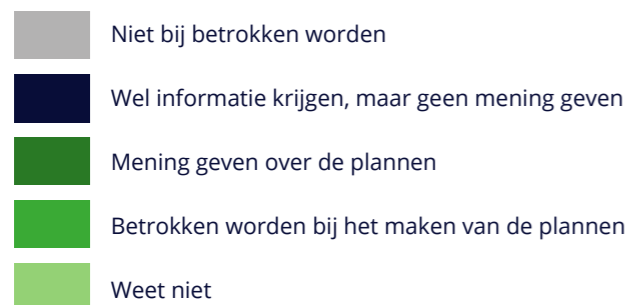 Niet bij betrokken worden
Wel informatie krijgen, maar geen mening geven
Mening geven over de plannen
Betrokken worden bij het maken van de plannen
Weet niet